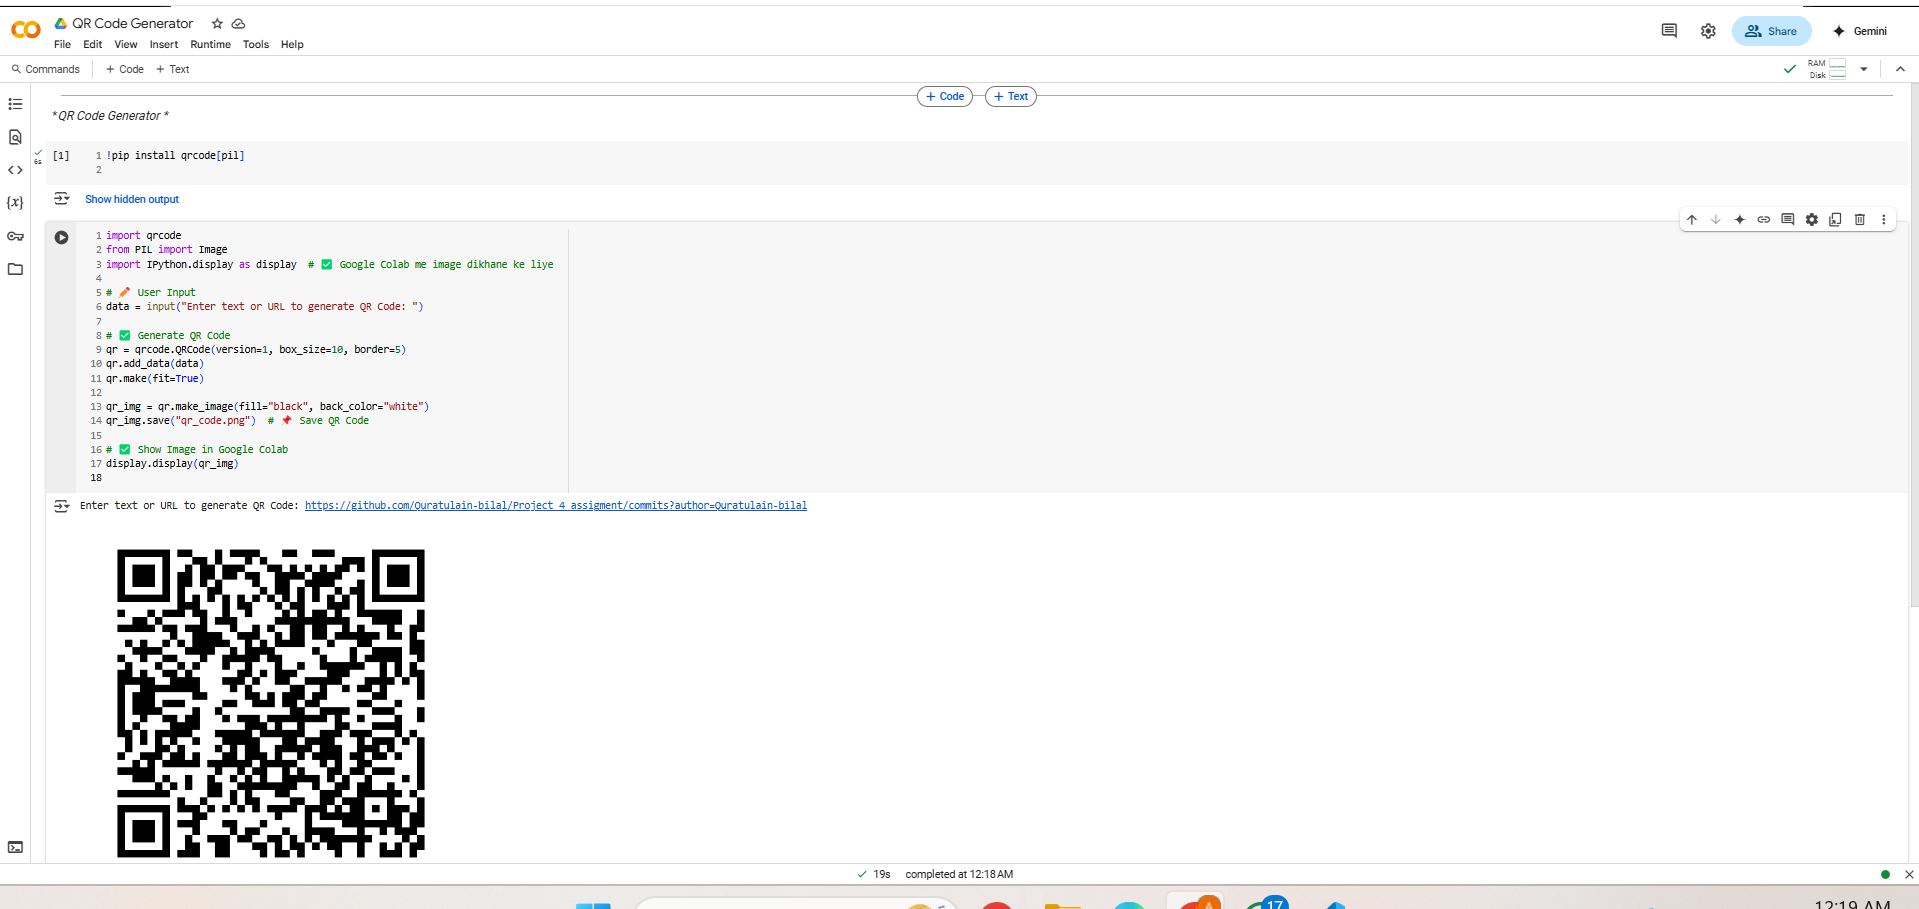 QR Code Generator
File Edit View Insert Runtime Tools Help
Share
Gemini
Commands
+ Code + Text
RAM
Disk
+ Code + Text
*QR Code Generator *
6s
[1]
1 !pip install qrcode[pil]
2
Show hidden output
1 import qrcode
2 from PIL import Image
3 import IPython.display as display # ✅ Google Colab me image dikhane ke liye
4
5 # ✏️ User Input
6 data = input("Enter text or URL to generate QR Code: ")
7
8 # ✅ Generate QR Code
9 qr = qrcode.QRCode(version=1, box_size=10, border=5)
10 qr.add_data(data)
11 qr.make(fit=True)
12
13 qr_img = qr.make_image(fill="black", back_color="white")
14 qr_img.save("qr_code.png") # 📌 Save QR Code
15
16 # ✅ Show Image in Google Colab
17 display.display(qr_img)
18
Enter text or URL to generate QR Code: https://github.com/Quratulain-bilal/Project_4_assigment/commits?author=Quratulain-bilal
19s completed at 12:18 AM
17
12:19 AM